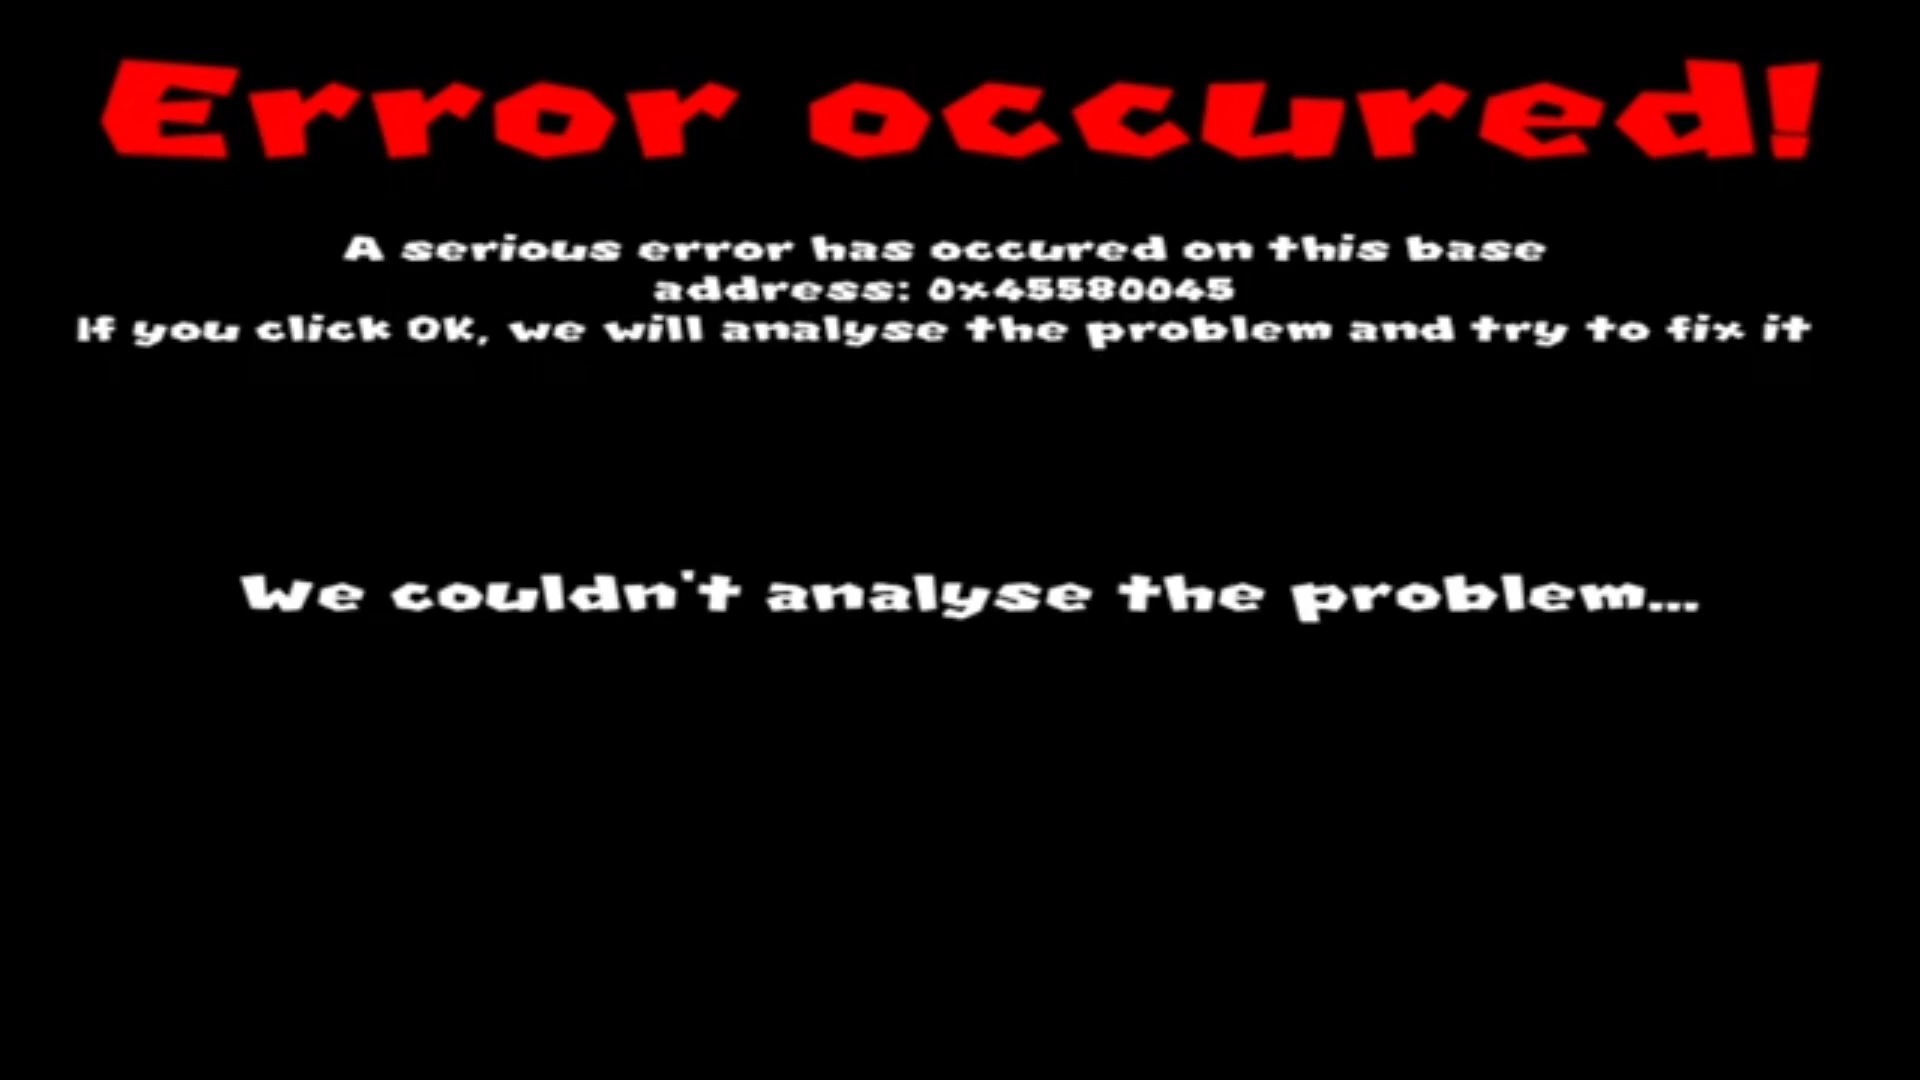 Error occured!
A serious error has occured on this base
address: 0x45580045
If you click OK, we will analyse the problem and try to fix it
We couldn't analyse the problem...